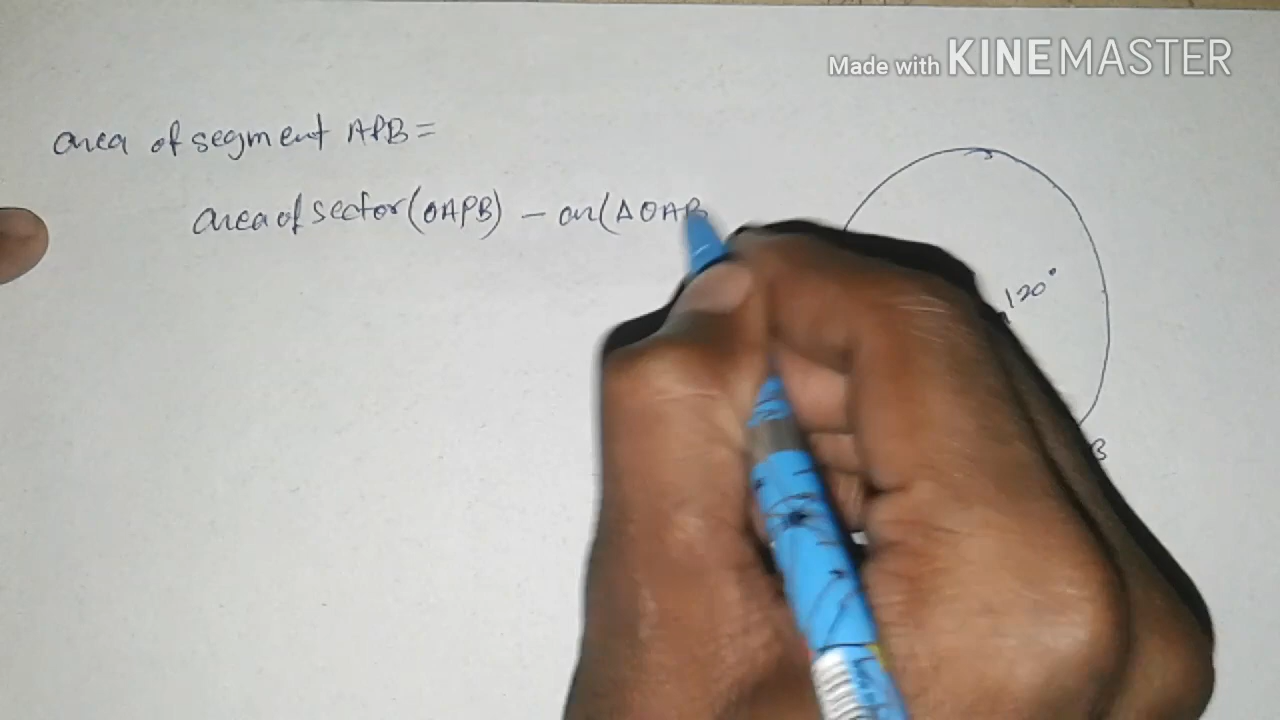 Made with KINEMASTER
area of segment APB =
area of sector (OAPB) - ar(ΔOAB
120°
B